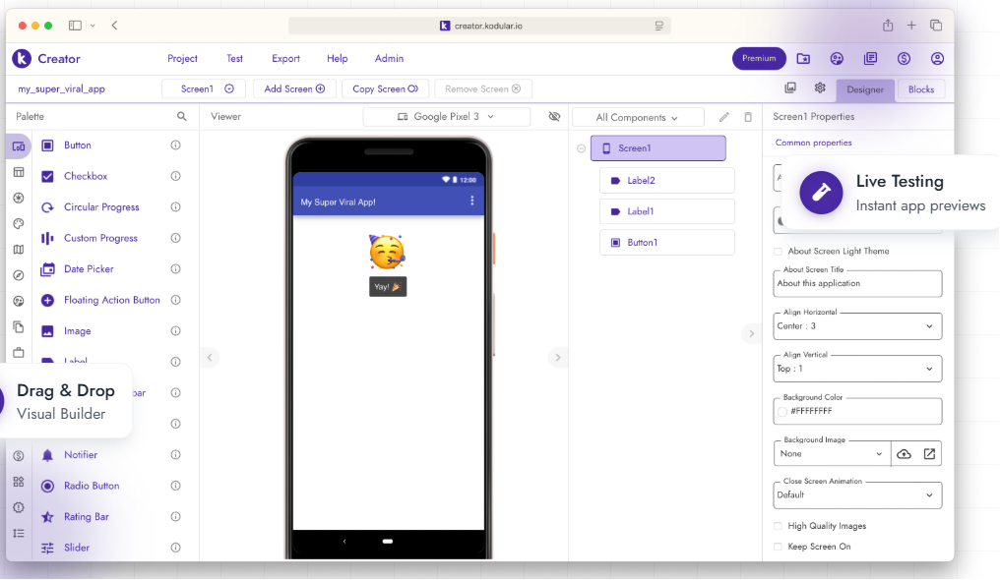 creator.kodular.io
Creator
Project
Test
Export
Help
Admin
Premium
my_super_viral_app
Screen1
Add Screen
Copy Screen
Remove Screen
Designer
Blocks
Palette
Viewer
Google Pixel 3
All Components
Screen1 Properties
Button
Checkbox
Circular Progress
Custom Progress
Date Picker
Floating Action Button
Image
Label
bar
Notifier
Radio Button
Rating Bar
Slider
Drag & Drop
Visual Builder
12:00
My Super Viral App!
Yay! 🎉
Screen1
Label2
Label1
Button1
Common properties
Live Testing
Instant app previews
About Screen Light Theme
About Screen Title
About this application
Align Horizontal
Center : 3
Align Vertical
Top : 1
Background Color
#FFFFFFFF
Background Image
None
Close Screen Animation
Default
High Quality Images
Keep Screen On